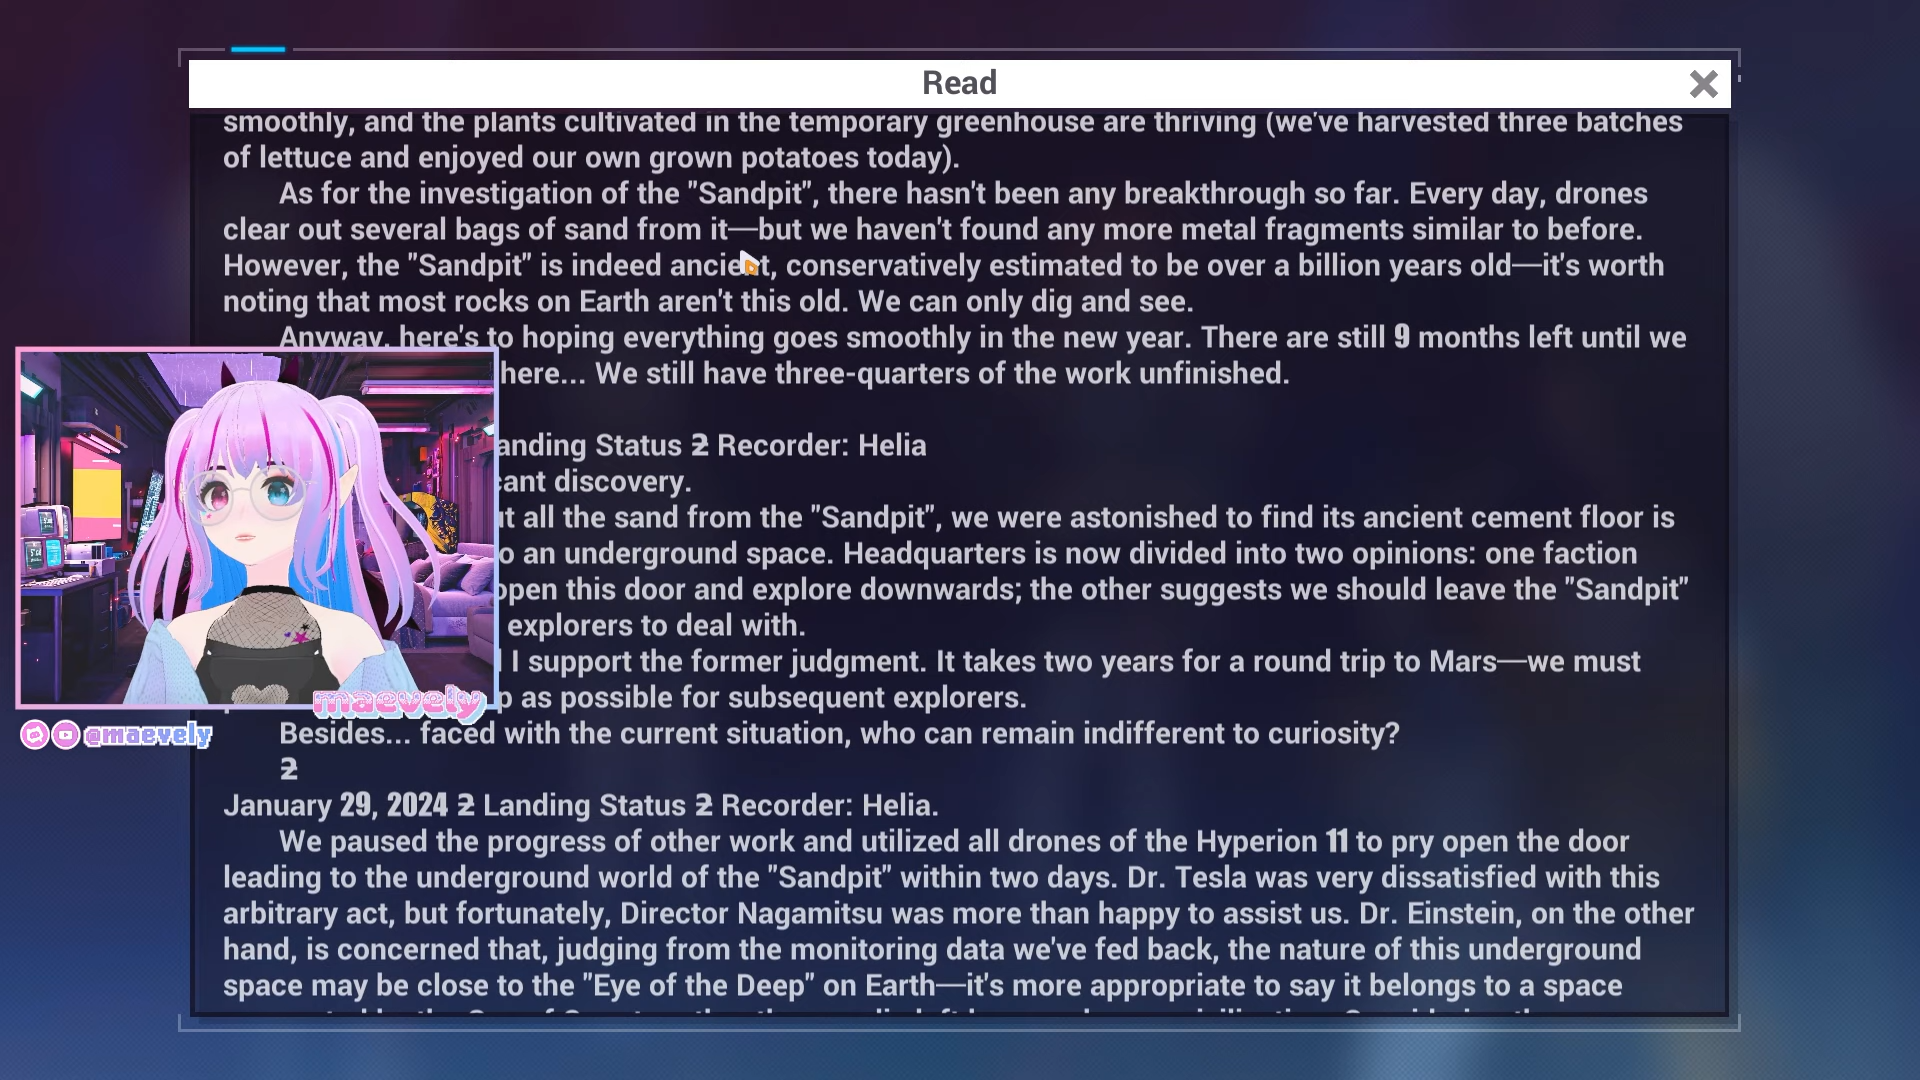 Read
smoothly, and the plants cultivated in the temporary greenhouse are thriving (we've harvested three batches
of lettuce and enjoyed our own grown potatoes today).
As for the investigation of the "Sandpit", there hasn't been any breakthrough so far. Every day, drones
clear out several bags of sand from it—but we haven't found any more metal fragments similar to before.
However, the "Sandpit" is indeed ancient, conservatively estimated to be over a billion years old—it's worth
noting that most rocks on Earth aren't this old. We can only dig and see.
Anyway, here's to hoping everything goes smoothly in the new year. There are still 9 months left until we
here... We still have three-quarters of the work unfinished.
anding Status 2 Recorder: Helia
cant discovery.
all the sand from the "Sandpit", we were astonished to find its ancient cement floor is
an underground space. Headquarters is now divided into two opinions: one faction
open this door and explore downwards; the other suggests we should leave the "Sandpit"
explorers to deal with.
I support the former judgment. It takes two years for a round trip to Mars—we must
as possible for subsequent explorers.
Besides... faced with the current situation, who can remain indifferent to curiosity?
2
January 29, 2024 2 Landing Status 2 Recorder: Helia.
We paused the progress of other work and utilized all drones of the Hyperion 11 to pry open the door
leading to the underground world of the "Sandpit" within two days. Dr. Tesla was very dissatisfied with this
arbitrary act, but fortunately, Director Nagamitsu was more than happy to assist us. Dr. Einstein, on the other
hand, is concerned that, judging from the monitoring data we've fed back, the nature of this underground
space may be close to the "Eye of the Deep" on Earth—it's more appropriate to say it belongs to a space
maevely
@maevely